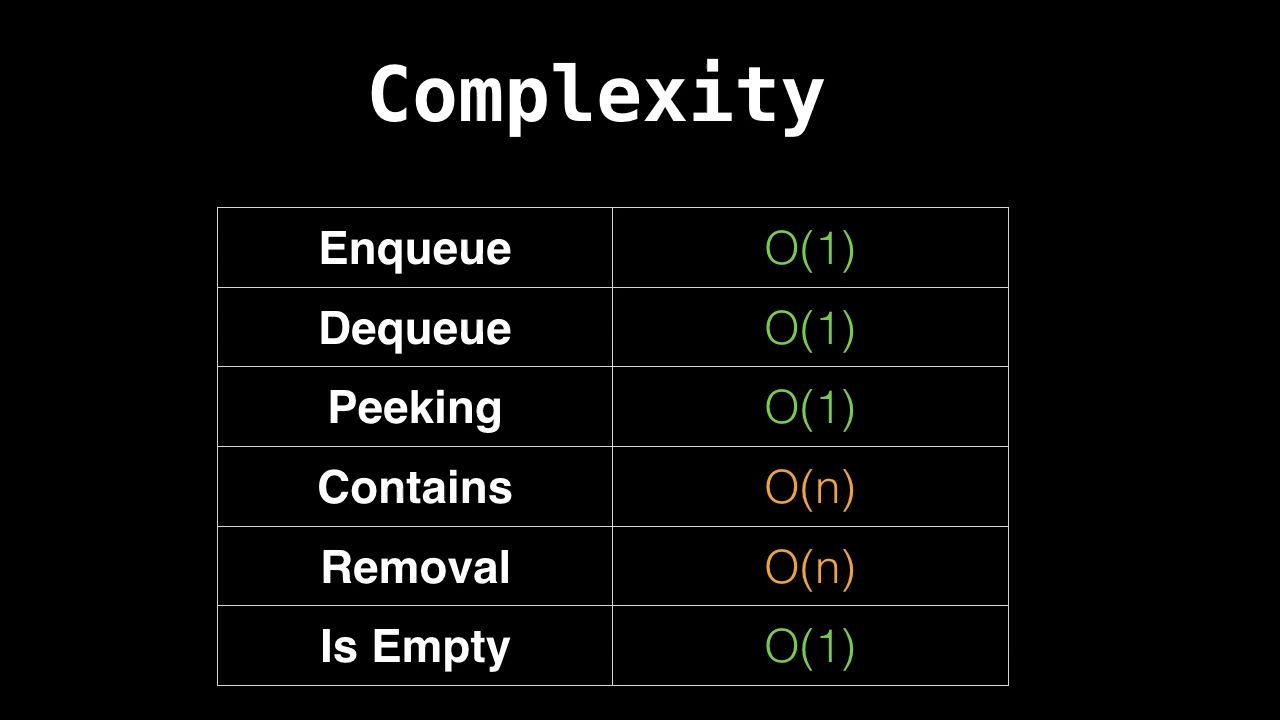 Complexity
Enqueue O(1)
Dequeue O(1)
Peeking O(1)
Contains O(n)
Removal O(n)
Is Empty O(1)